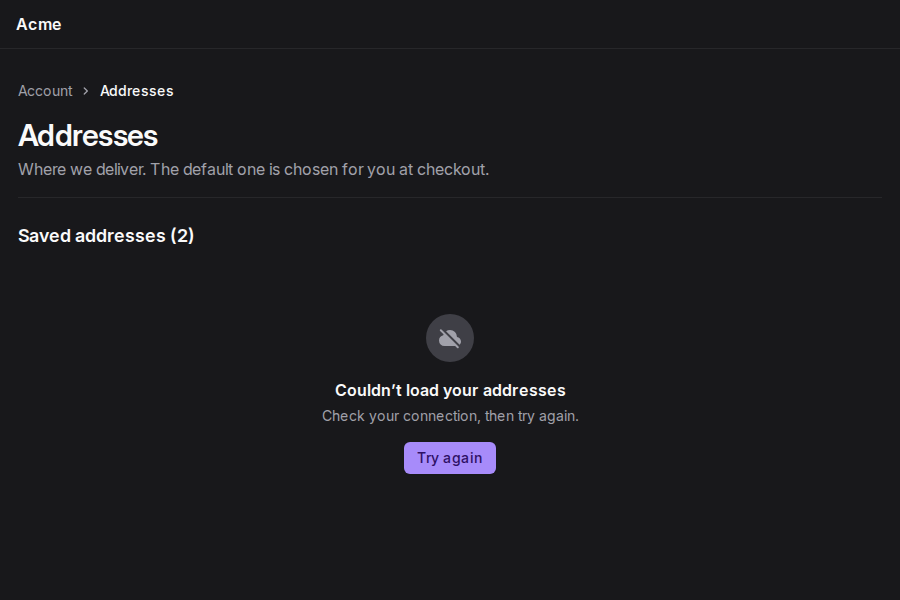 Acme
Account > Addresses
Addresses
Where we deliver. The default one is chosen for you at checkout.
Saved addresses (2)
Couldn’t load your addresses
Check your connection, then try again.
Try again